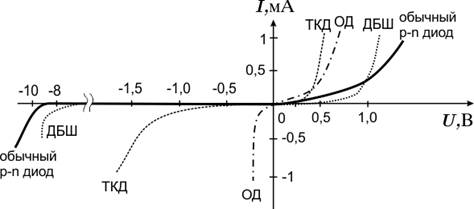 I,мА
ТКД
ОД
ДБШ
обычный
p-n диод
1
0,5
-10
-8
-1,5
-1,0
-0,5
0
0,5
1,0
U,В
ДБШ
обычный
p-n диод
ТКД
ОД
-0,5
-1